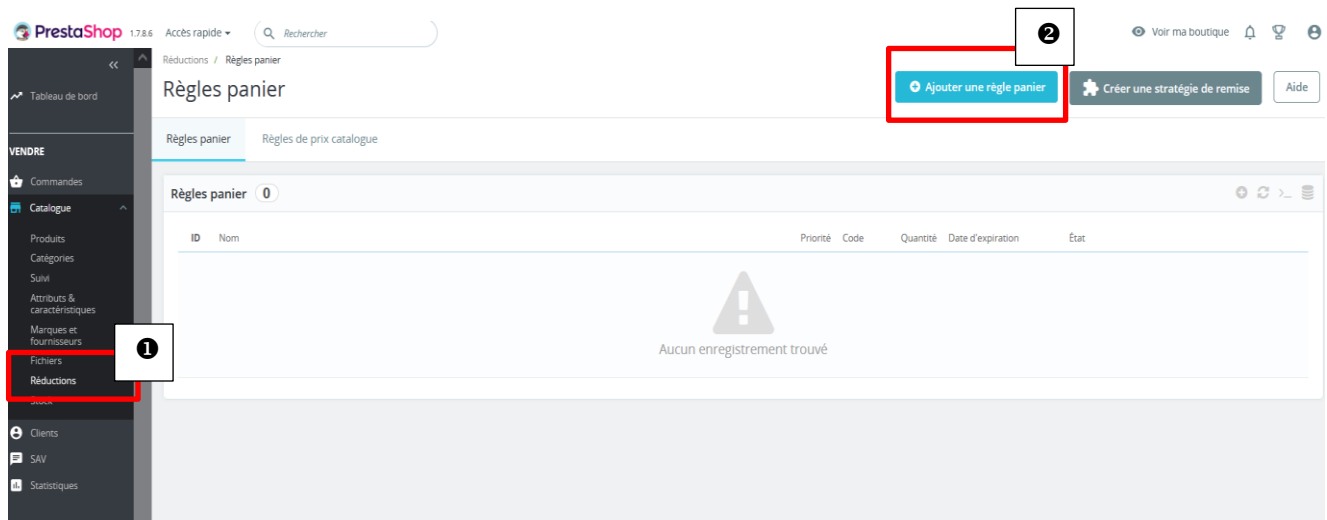 PrestaShop 1.7.8.6 Accès rapide Rechercher ❷ Voir ma boutique
Réductions / Règles panier
Règles panier
Ajouter une règle panier Créer une stratégie de remise Aide
Règles panier Règles de prix catalogue
Règles panier 0
ID Nom Priorité Code Quantité Date d'expiration État
Aucun enregistrement trouvé
«
Tableau de bord
VENDRE
Commandes
Catalogue
Produits
Catégories
Suivi
Attributs &
caractéristiques
Marques et
fournisseurs
❶
Fichiers
Réductions
Stock
Clients
SAV
Statistiques